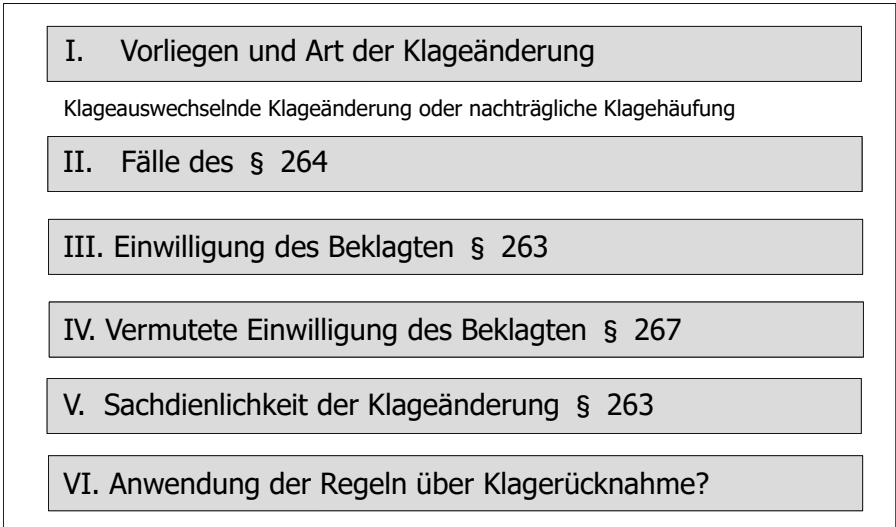 I. Vorliegen und Art der Klageänderung
Klageauswechselnde Klageänderung oder nachträgliche Klagehäufung
II. Fälle des § 264
III. Einwilligung des Beklagten § 263
IV. Vermutete Einwilligung des Beklagten § 267
V. Sachdienlichkeit der Klageänderung § 263
VI. Anwendung der Regeln über Klagerücknahme?